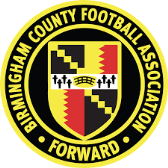 BIRMINGHAM COUNTY FOOTBALL ASSOCIATION
• FORWARD •